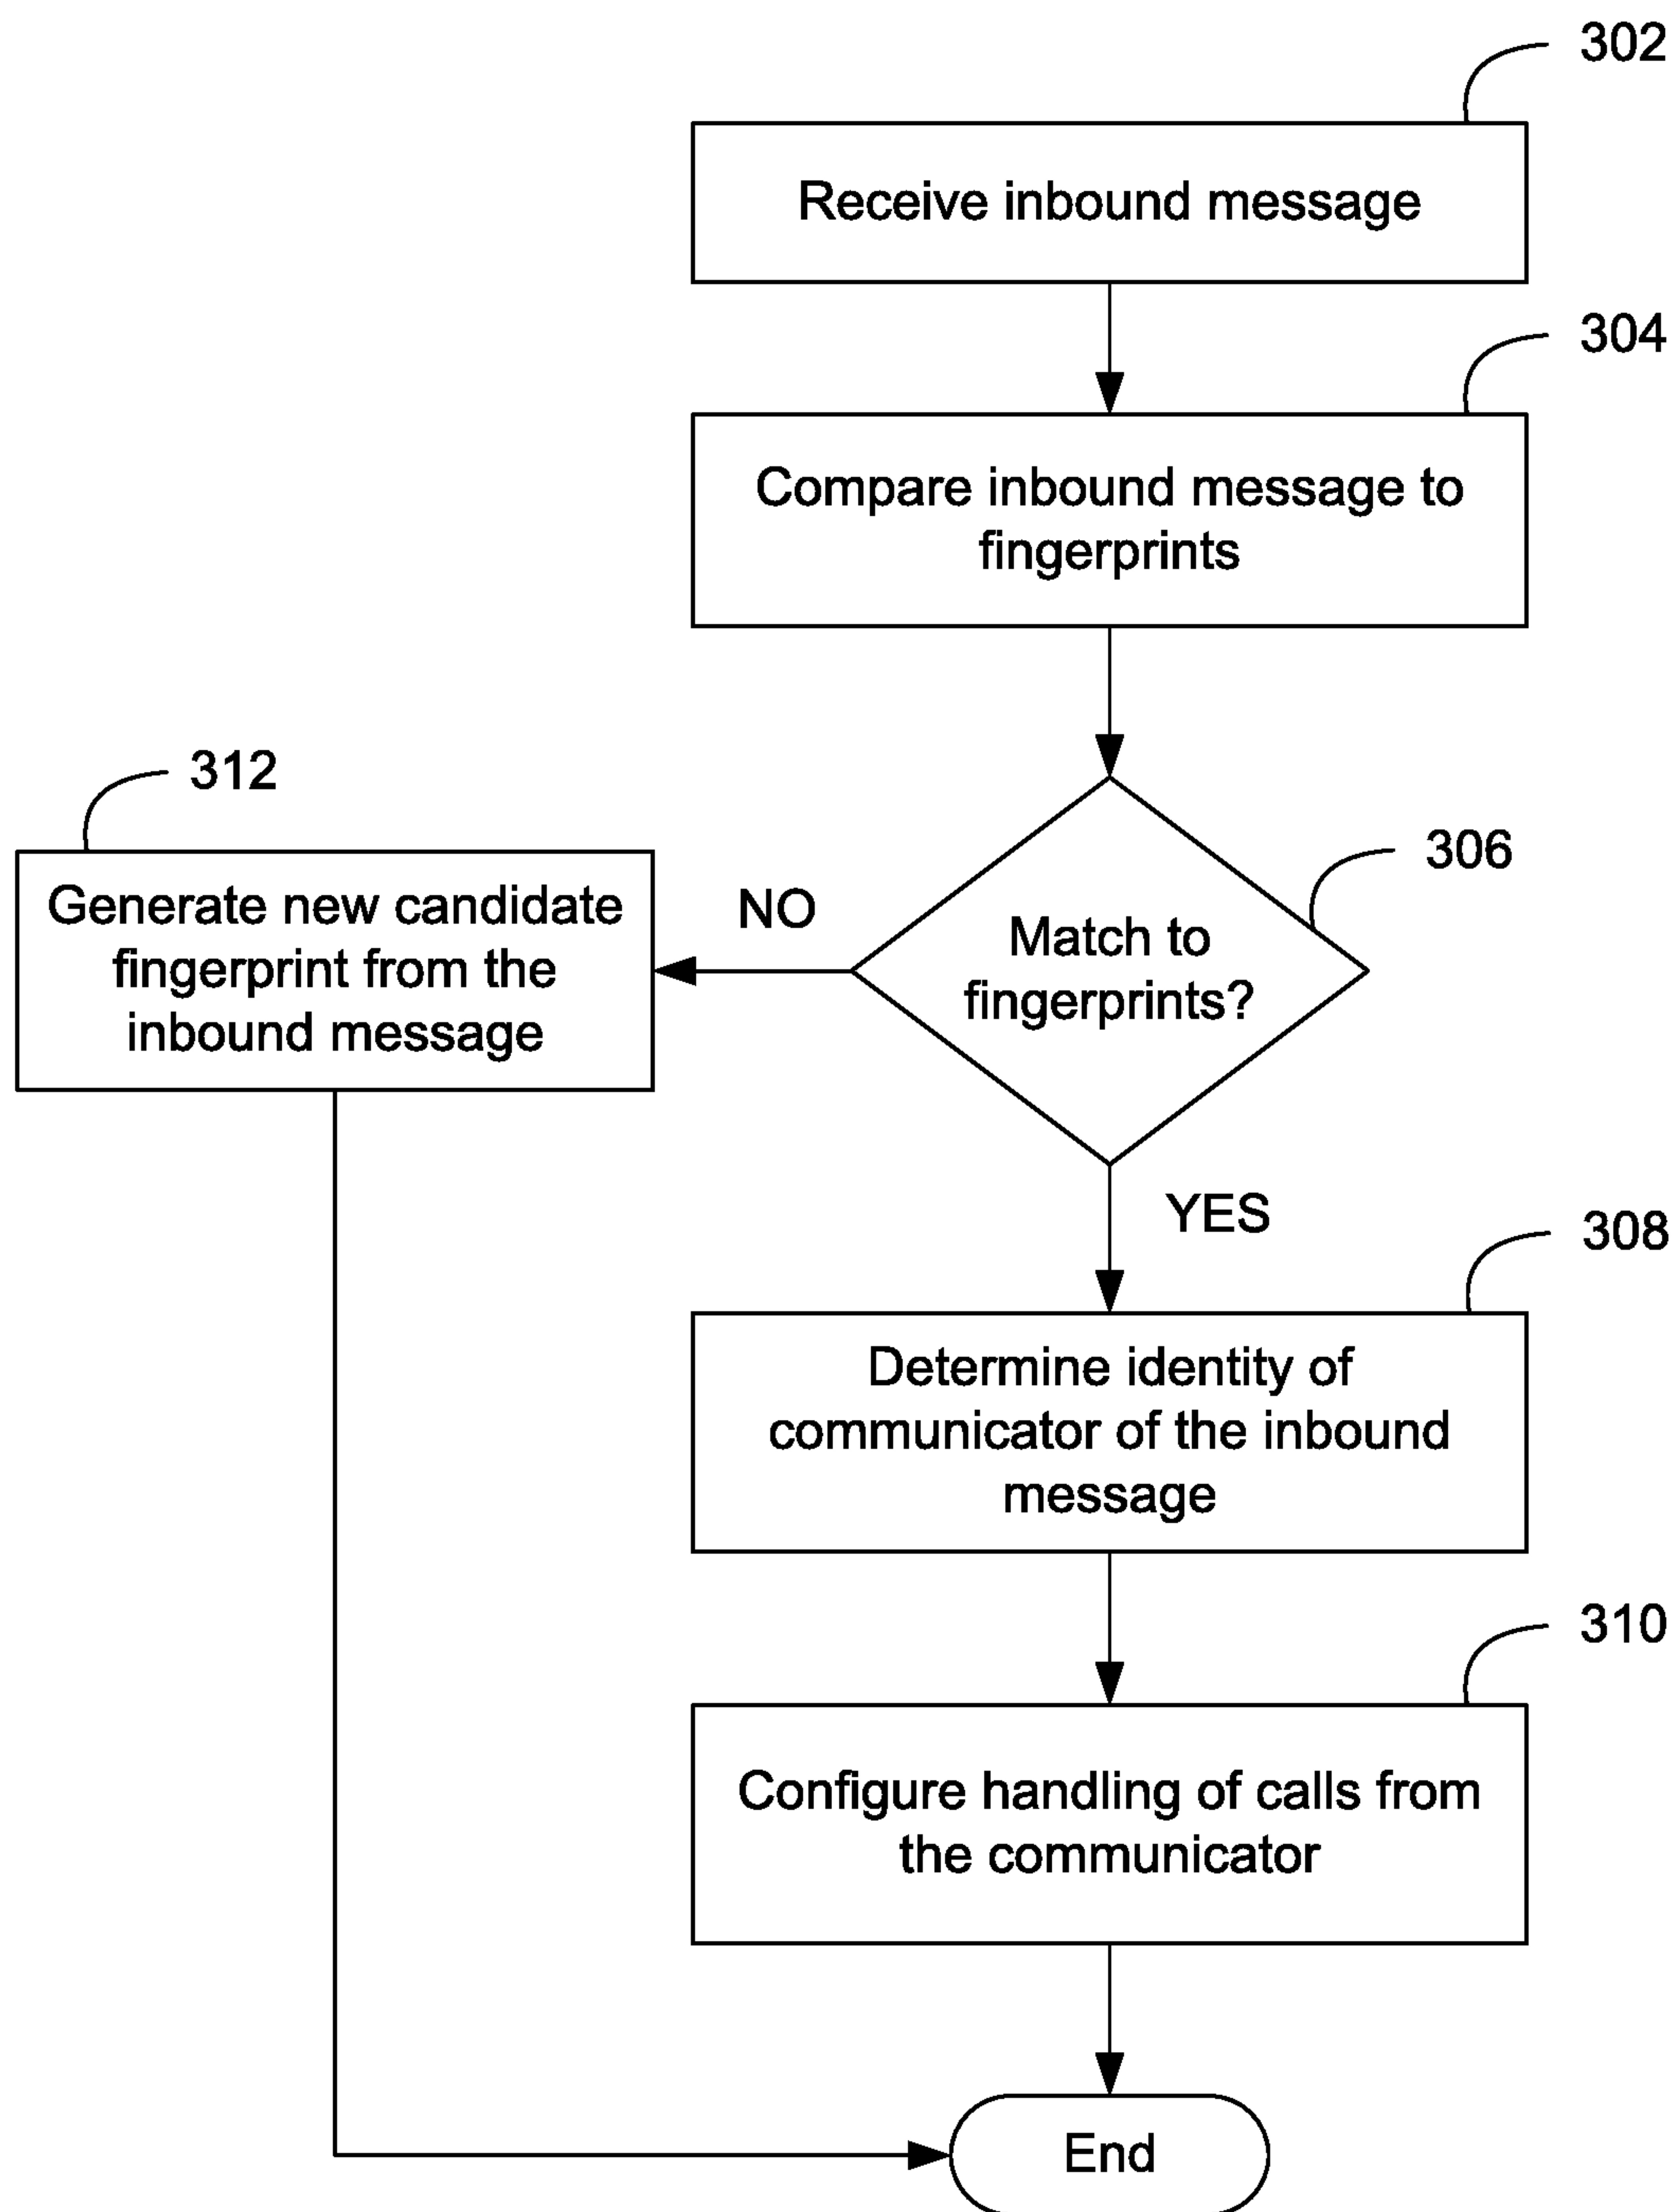 302
Receive inbound message
304
Compare inbound message to
fingerprints
312
306
Generate new candidate
fingerprint from the
inbound message
NO
Match to
fingerprints?
YES
308
Determine identity of
communicator of the inbound
message
310
Configure handling of calls from
the communicator
End